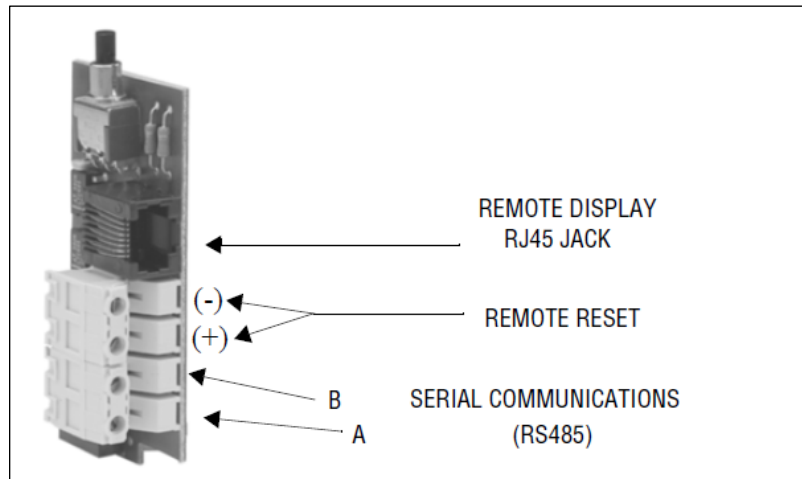 REMOTE DISPLAY
RJ45 JACK
(-)
(+)
REMOTE RESET
B
A
SERIAL COMMUNICATIONS
(RS485)